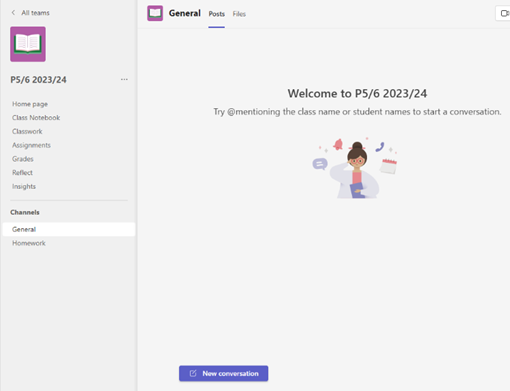 All teams
P5/6 2023/24
...
Home page
Class Notebook
Classwork
Assignments
Grades
Reflect
Insights
Channels
General
Homework
General Posts Files
Welcome to P5/6 2023/24
Try @mentioning the class name or student names to start a conversation.
New conversation